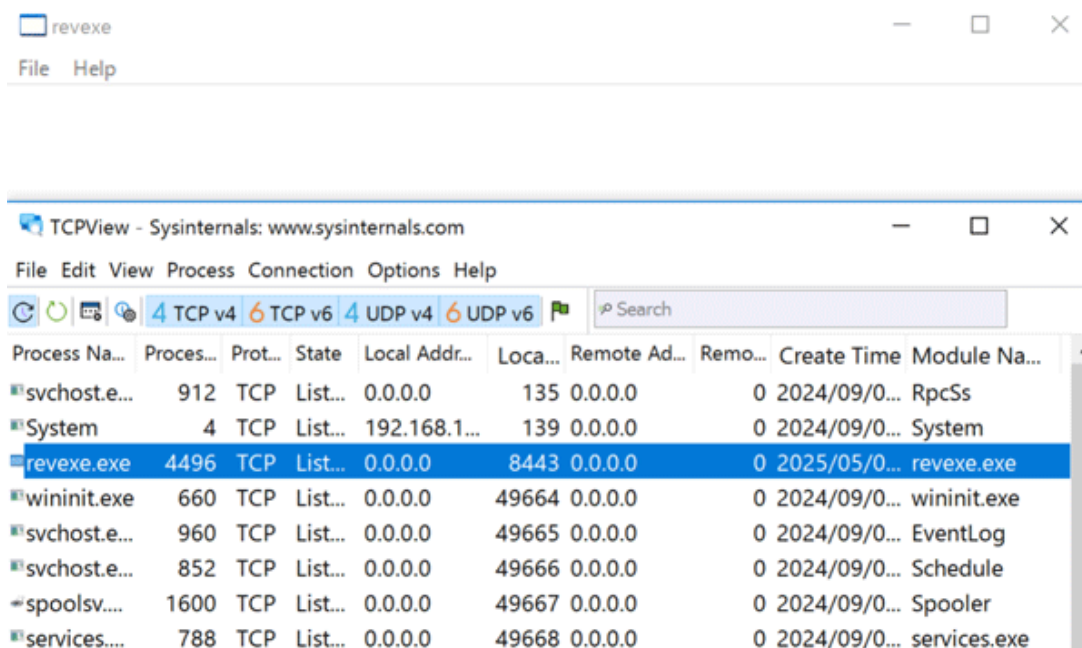 revexe
File Help
TCPView - Sysinternals: www.sysinternals.com
File Edit View Process Connection Options Help
4 TCP v4 6 TCP v6 4 UDP v4 6 UDP v6 Search
Process Na... Proces... Prot... State Local Addr... Loca... Remote Ad... Remo... Create Time Module Na...
svchost.e... 912 TCP List... 0.0.0.0 135 0.0.0.0 0 2024/09/0... RpcSs
System 4 TCP List... 192.168.1... 139 0.0.0.0 0 2024/09/0... System
revexe.exe 4496 TCP List... 0.0.0.0 8443 0.0.0.0 0 2025/05/0... revexe.exe
wininit.exe 660 TCP List... 0.0.0.0 49664 0.0.0.0 0 2024/09/0... wininit.exe
svchost.e... 960 TCP List... 0.0.0.0 49665 0.0.0.0 0 2024/09/0... EventLog
svchost.e... 852 TCP List... 0.0.0.0 49666 0.0.0.0 0 2024/09/0... Schedule
spoolsv.... 1600 TCP List... 0.0.0.0 49667 0.0.0.0 0 2024/09/0... Spooler
services.... 788 TCP List... 0.0.0.0 49668 0.0.0.0 0 2024/09/0... services.exe